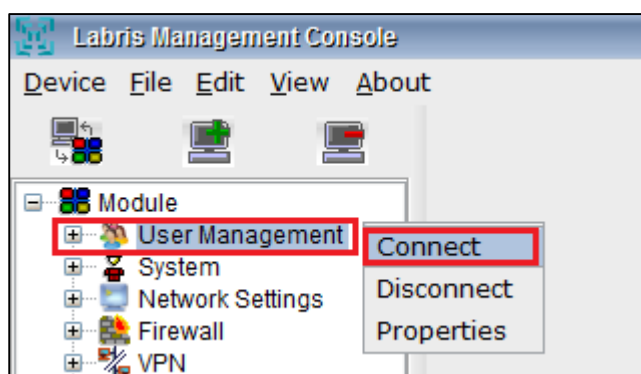 Labris Management Console
Device File Edit View About
Module
User Management
Connect
System
Disconnect
Network Settings
Properties
Firewall
VPN